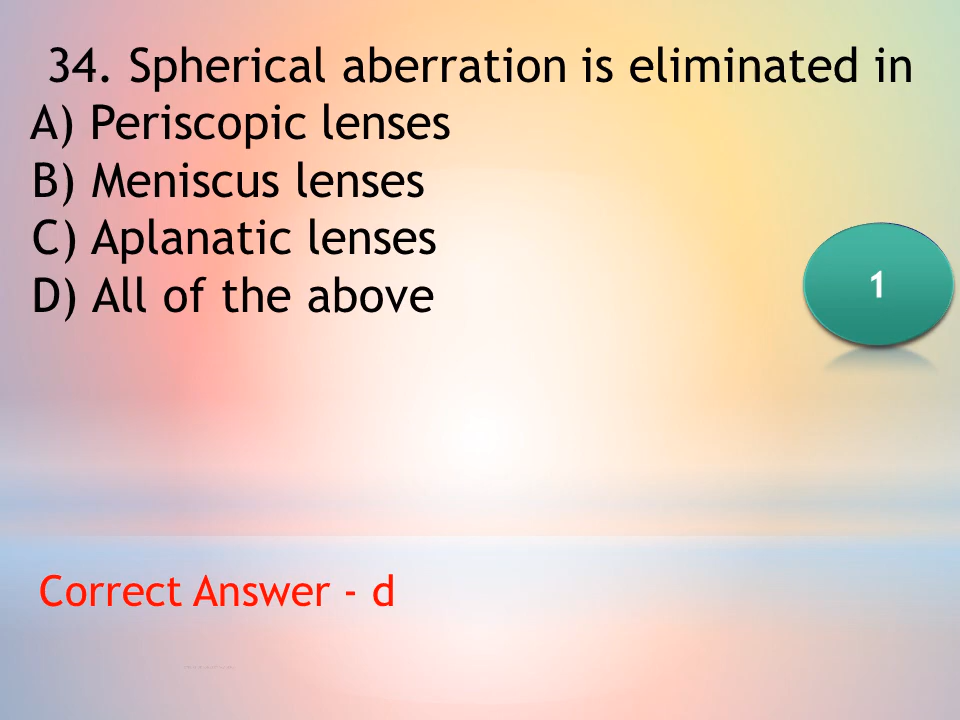 34. Spherical aberration is eliminated in
A) Periscopic lenses
B) Meniscus lenses
C) Aplanatic lenses
D) All of the above
1
Correct Answer - d